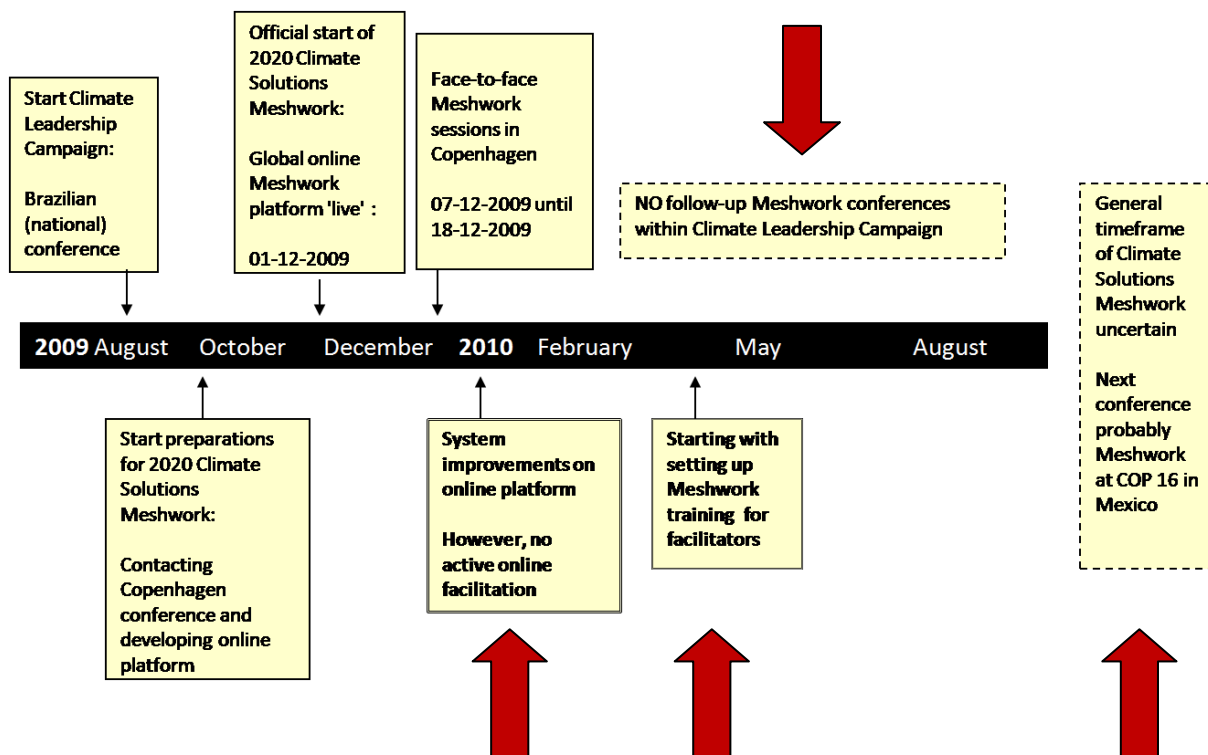 Start Climate
Leadership
Campaign:
Brazilian
(national)
conference
Official start of
2020 Climate
Solutions
Meshwork:
Global online
Meshwork
platform 'live' :
01-12-2009
Face-to-face
Meshwork
sessions in
Copenhagen
07-12-2009 until
18-12-2009
NO follow-up Meshwork conferences
within Climate Leadership Campaign
General
timeframe
of Climate
Solutions
Meshwork
uncertain
Next
conference
probably
Meshwork
at COP 16 in
Mexico
2009 August October December 2010 February May August
Start preparations
for 2020 Climate
Solutions
Meshwork:
Contacting
Copenhagen
conference and
developing online
platform
System
improvements on
online platform
However, no
active online
facilitation
Starting with
setting up
Meshwork
training for
facilitators